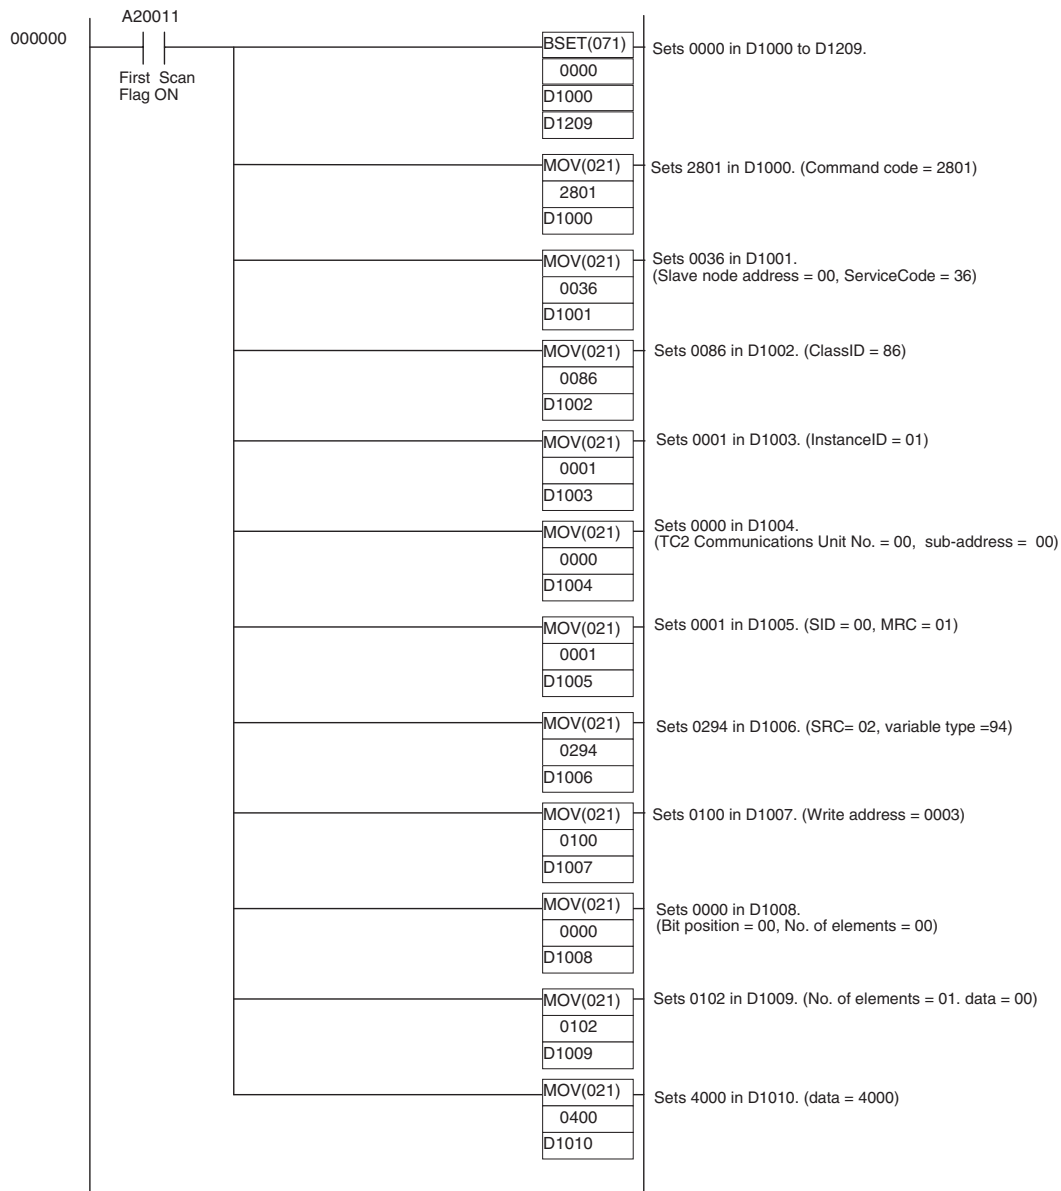 A20011
000000
First Scan
Flag ON
BSET(071)
0000
D1000
D1209
Sets 0000 in D1000 to D1209.
MOV(021)
2801
D1000
Sets 2801 in D1000. (Command code = 2801)
MOV(021)
0036
D1001
Sets 0036 in D1001.
(Slave node address = 00, ServiceCode = 36)
MOV(021)
0086
D1002
Sets 0086 in D1002. (ClassID = 86)
MOV(021)
0001
D1003
Sets 0001 in D1003. (InstanceID = 01)
MOV(021)
0000
D1004
Sets 0000 in D1004.
(TC2 Communications Unit No. = 00, sub-address = 00)
MOV(021)
0001
D1005
Sets 0001 in D1005. (SID = 00, MRC = 01)
MOV(021)
0294
D1006
Sets 0294 in D1006. (SRC= 02, variable type =94)
MOV(021)
0100
D1007
Sets 0100 in D1007. (Write address = 0003)
MOV(021)
0000
D1008
Sets 0000 in D1008.
(Bit position = 00, No. of elements = 00)
MOV(021)
0102
D1009
Sets 0102 in D1009. (No. of elements = 01. data = 00)
MOV(021)
0400
D1010
Sets 4000 in D1010. (data = 4000)